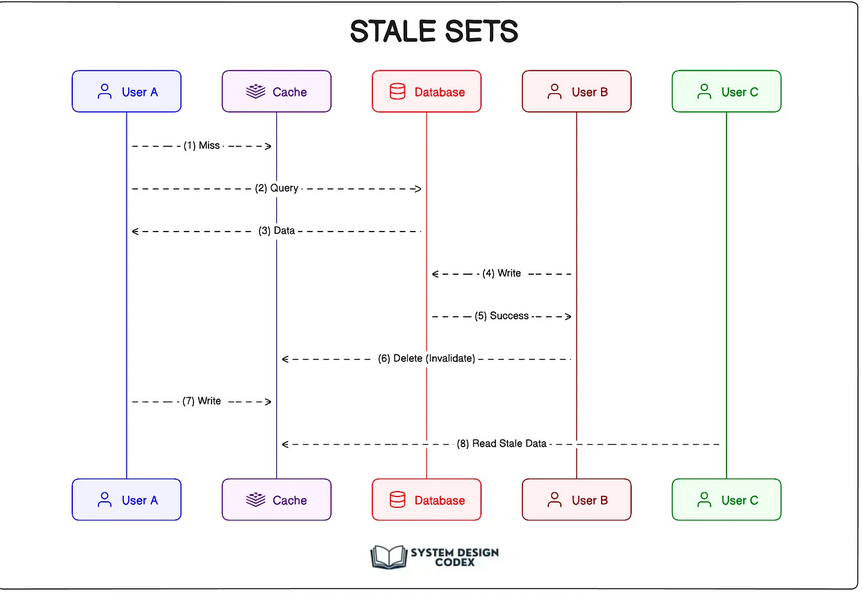 STALE SETS
User A
Cache
Database
User B
User C
(1) Miss
(2) Query
(3) Data
(4) Write
(5) Success
(6) Delete (Invalidate)
(7) Write
(8) Read Stale Data
User A
Cache
Database
User B
User C
SYSTEM DESIGN
CODEX